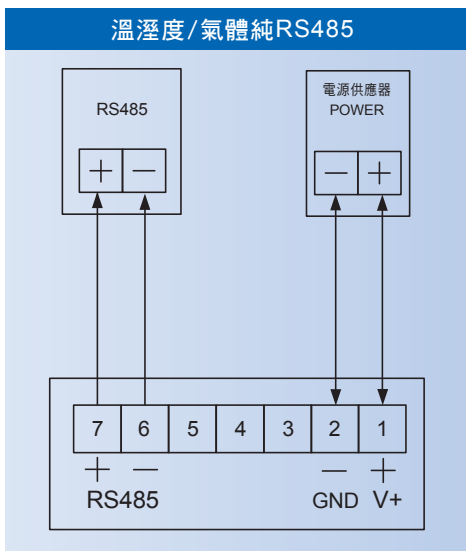 溫溼度/氣體純RS485
RS485
+ −
電源供應器
POWER
− +
7 6 5 4 3 2 1
+ − − +
RS485 GND V+